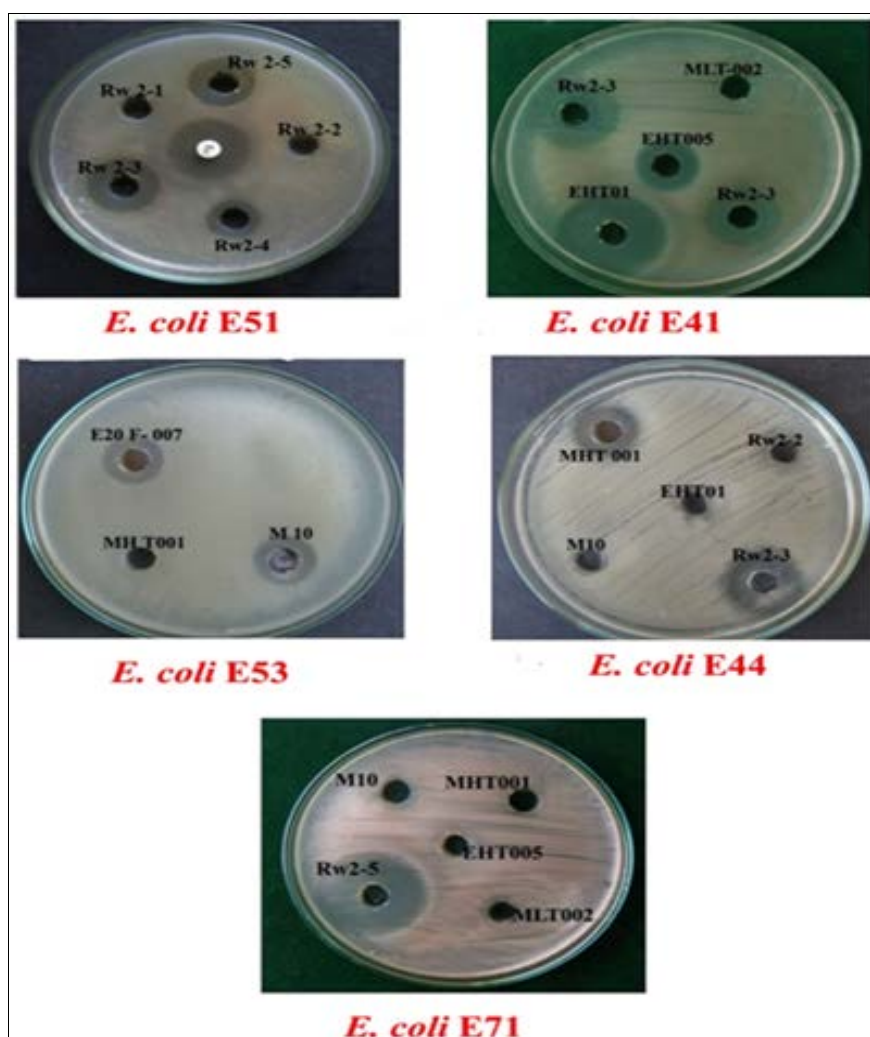 Rw 2-5
Rw 2-1
Rw 2-2
Rw 2-3
Rw2-4
E. coli E51
MLT-002
Rw2-3
EHT005
EHT01
Rw2-3
E. coli E41
E20 F- 007
MH T001
M 10
E. coli E53
MHT 001
Rw2-2
EHT01
M10
Rw2-3
E. coli E44
M10
MHT001
EHT005
Rw2-5
MLT002
E. coli E71